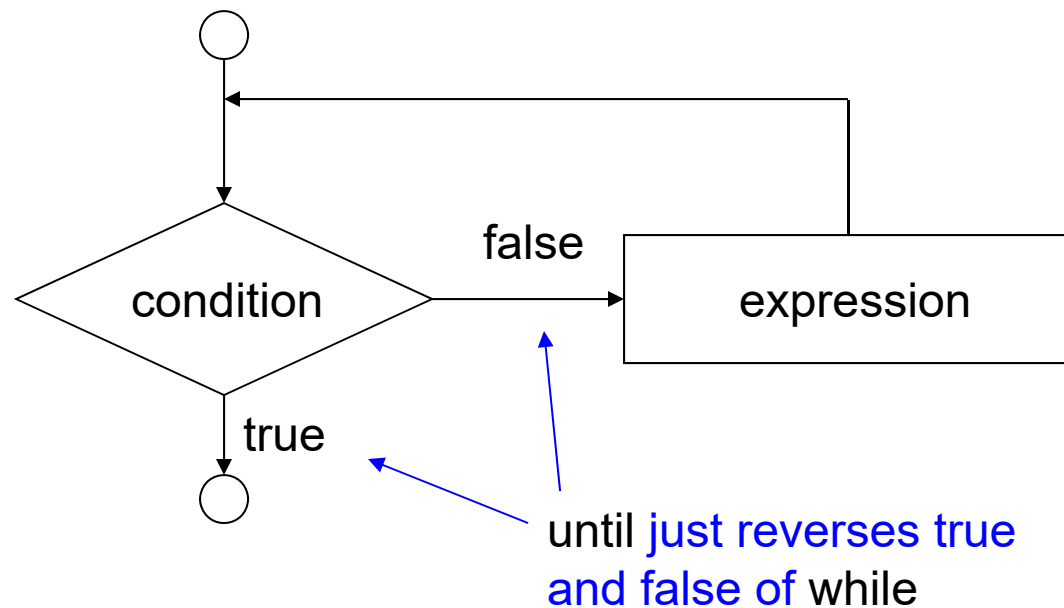 false
condition
expression
true
until just reverses true
and false of while